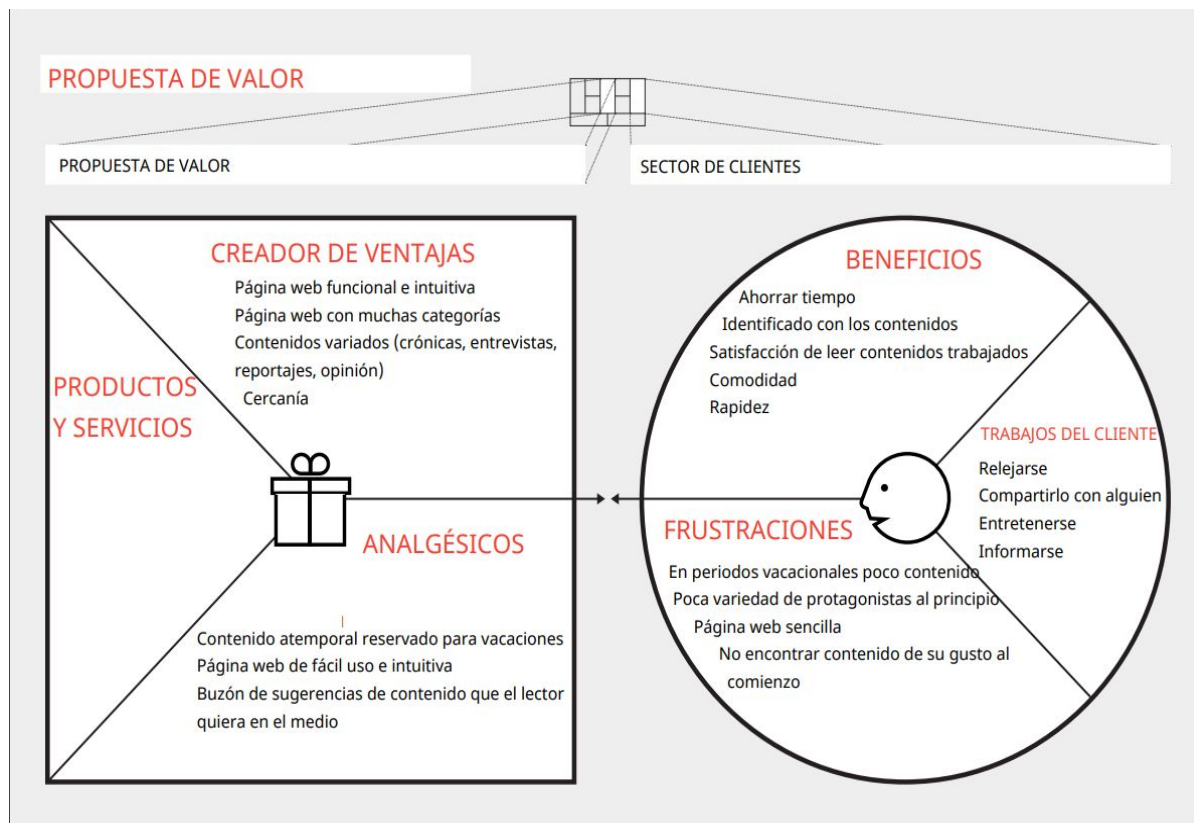 PROPUESTA DE VALOR
PROPUESTA DE VALOR
SECTOR DE CLIENTES
CREADOR DE VENTAJAS
Página web funcional e intuitiva
Página web con muchas categorías
Contenidos variados (crónicas, entrevistas,
reportajes, opinión)
Cercanía
PRODUCTOS
Y SERVICIOS
ANALGÉSICOS
Contenido atemporal reservado para vacaciones
Página web de fácil uso e intuitiva
Buzón de sugerencias de contenido que el lector
quiera en el medio
BENEFICIOS
Ahorrar tiempo
Identificado con los contenidos
Satisfacción de leer contenidos trabajados
Comodidad
Rapidez
TRABAJOS DEL CLIENTE
Relejarse
Compartirlo con alguien
Entretenerse
Informarse
FRUSTRACIONES
En periodos vacacionales poco contenido
Poca variedad de protagonistas al principio
Página web sencilla
No encontrar contenido de su gusto al
comienzo